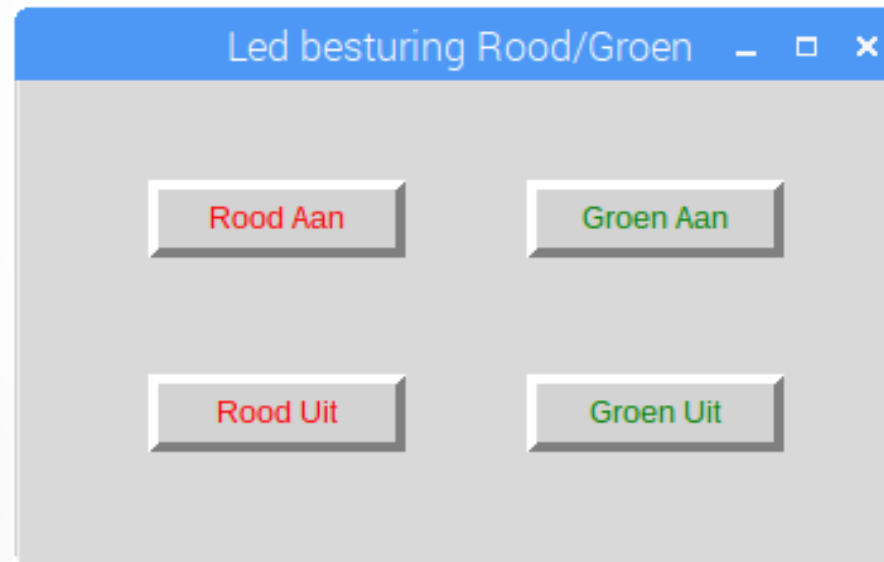 Led besturing Rood/Groen
Rood Aan Groen Aan
Rood Uit Groen Uit